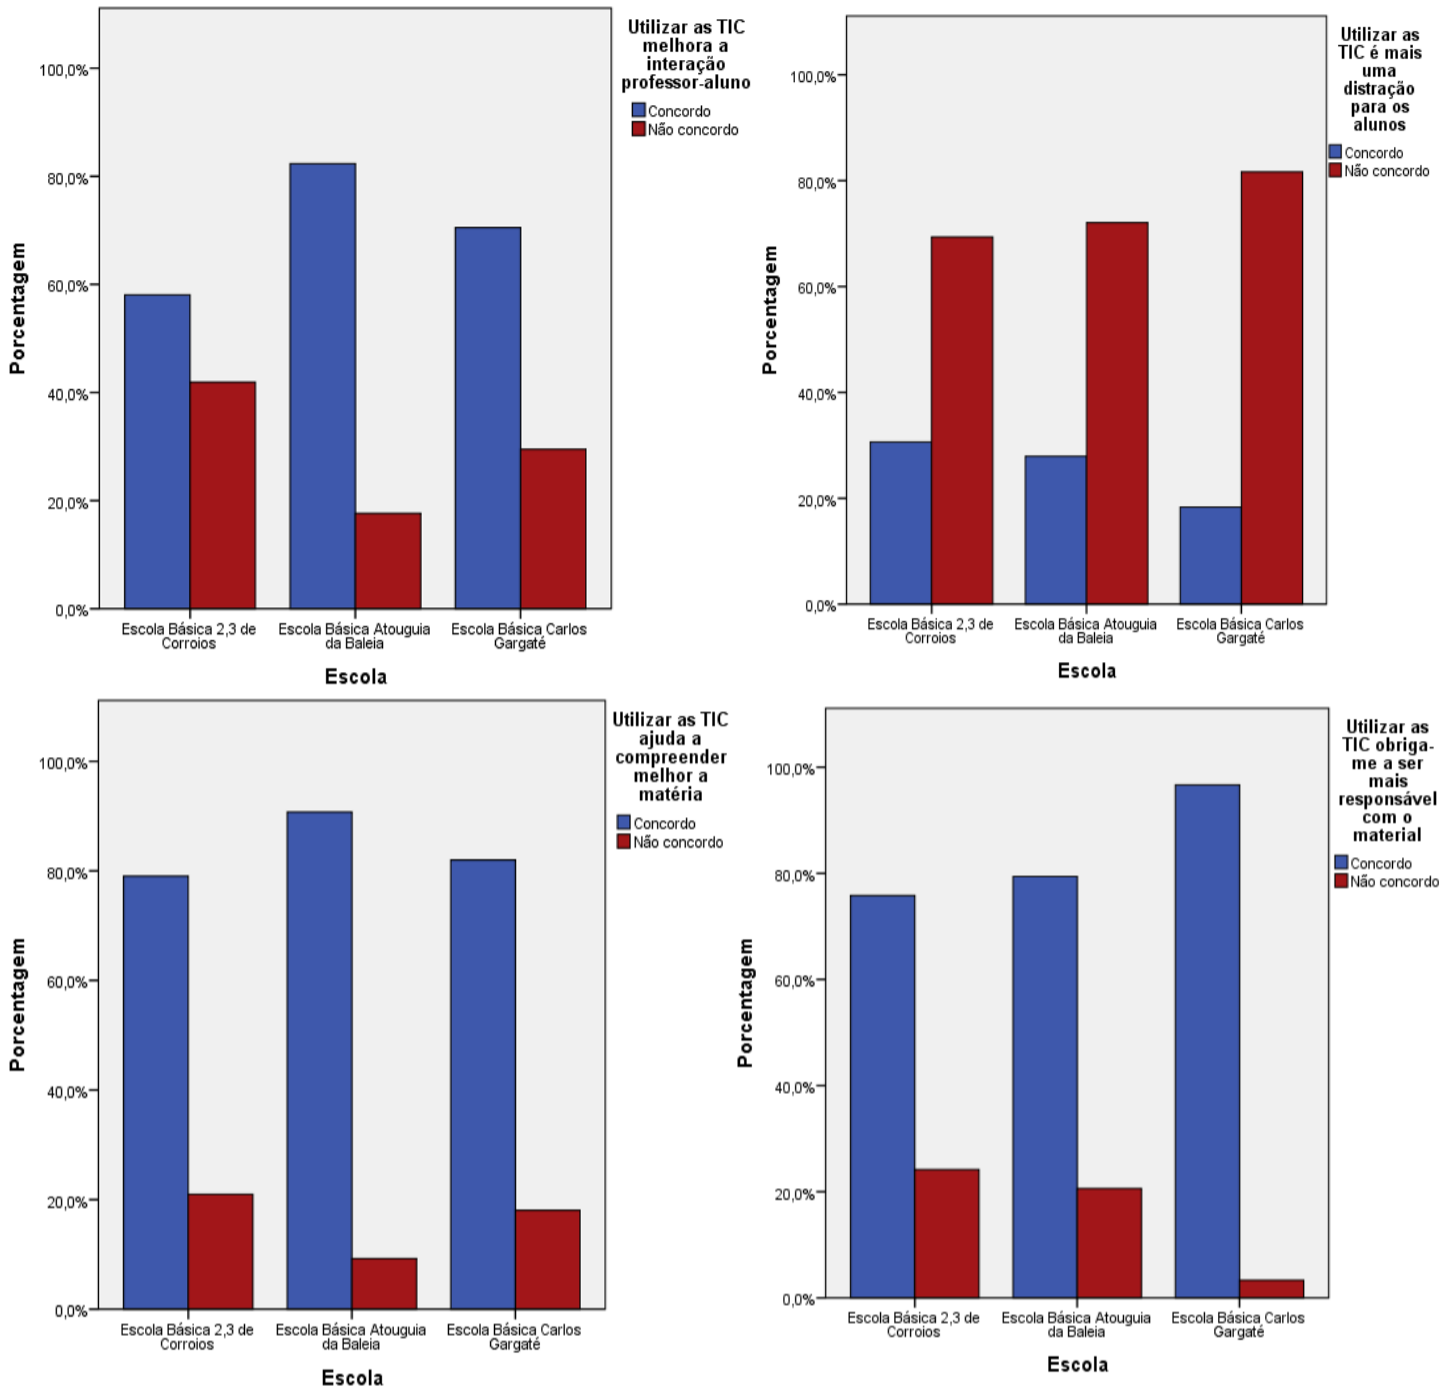 Utilizar as TIC
melhora a
interação
professor-aluno
Concordo
Não concordo
100,0%
80,0%
60,0%
40,0%
20,0%
0,0%
Porcentagem
Escola Básica 2,3 de
Corroios
Escola Básica Atouguia
da Baleia
Escola Básica Carlos
Gargaté
Escola
Utilizar as
TIC é mais
uma
distração
para os
alunos
Concordo
Não concordo
100,0%
80,0%
60,0%
40,0%
20,0%
0,0%
Porcentagem
Escola Básica 2,3 de
Corroios
Escola Básica Atouguia
da Baleia
Escola Básica Carlos
Gargaté
Escola
Utilizar as TIC
ajuda a
compreender
melhor a
matéria
Concordo
Não concordo
100,0%
80,0%
60,0%
40,0%
20,0%
0,0%
Porcentagem
Escola Básica 2,3 de
Corroios
Escola Básica Atouguia
da Baleia
Escola Básica Carlos
Gargaté
Escola
Utilizar as
TIC obriga-
me a ser
mais
responsável
com o
material
Concordo
Não concordo
100,0%
80,0%
60,0%
40,0%
20,0%
0,0%
Porcentagem
Escola Básica 2,3 de
Corroios
Escola Básica Atouguia
da Baleia
Escola Básica Carlos
Gargaté
Escola